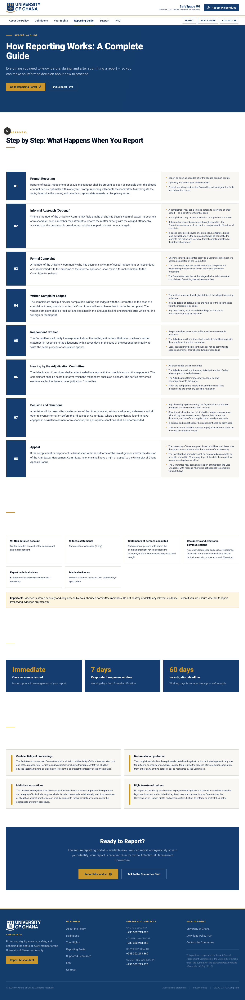 UNIVERSITY
OF GHANA
SafeSpace UG
ANTI-SEXUAL HARASSMENT PLATFORM
Report Misconduct
About the Policy
Definitions
Your Rights
Reporting Guide
Support
FAQ
REPORT
PARTICIPATE
COMMITTEE
REPORTING GUIDE
How Reporting Works: A Complete
Guide
Everything you need to know before, during, and after submitting a report — so you
can make an informed decision about how to proceed.
Go to Reporting Portal
Find Support First
N
HE PROCESS
Step by Step: What Happens When You Report
01
Prompt Reporting
Reports of sexual harassment or sexual misconduct shall be brought as soon as possible after the alleged
conduct occurs, optimally within one year. Prompt reporting will enable the Committee to investigate the
facts, determine the issues, and provide an appropriate remedy or disciplinary action.
Report as soon as possible after the alleged conduct occurs
Optimally within one year of the incident
Prompt reporting enables the Committee to investigate the facts
and determine issues
02
Informal Approach (Optional)
Where a member of the University Community feels that he or she has been a victim of sexual harassment
or misconduct, such a member may attempt to resolve the matter directly with the alleged offender by
advising that the behaviour is unwelcome, must be stopped, or must not occur again.
A complainant may ask a trusted person to intervene on their
behalf — on a strictly confidential basis
A complainant may request mediation through the Committee
If the matter cannot be resolved through mediation, the
Committee member shall advise the complainant to file a formal
complaint
In cases considered severe or extreme (e.g. attempted rape,
rape, sexual battery), the complainant shall be counselled to
report to the Police and launch a formal complaint instead of
the informal approach
03
Formal Complaint
A member of the University community who has been or is a victim of sexual harassment or misconduct,
or is dissatisfied with the outcome of the informal approach, shall make a formal complaint to the
Committee for redress.
Grievance may be presented orally to a Committee member or a
person designated by the Committee
The Committee member shall listen to the complaint and
explain the processes involved in the formal grievance
procedure
The Committee member at this stage shall not dissuade the
complainant from filing the written complaint
04
Written Complaint Lodged
The complainant shall put his/her complaint in writing and lodge it with the Committee. In the case of a
complainant being unable to write, the Committee shall assist him or her to write the complaint. The
written complaint shall be read out and explained in the language he/she understands after which he/she
will sign or thumbprint.
The written statement shall give details of the alleged harassing
behaviour
Include details of dates, places and names of those connected
with the incidents if possible
Any documents, audio-visual recordings, or electronic
communication may be attached
05
Respondent Notified
The Committee shall notify the respondent about the matter, and request that he or she files a written
statement in response to the allegations within seven days. In the case of the respondent's inability to
write, the same process of assistance applies.
Respondent has seven days to file a written statement in
response
The Adjudication Committee shall conduct verbal hearings with
the complainant and the respondent
Legal counsel may be present but shall not be permitted to
speak on behalf of their clients during proceedings
06
Hearing by the Adjudication Committee
The Adjudication Committee shall conduct verbal hearings with the complainant and the respondent. The
complainant shall be heard first after which the respondent shall also be heard. The parties may cross-
examine each other before the Adjudication Committee.
All proceedings shall be recorded
The Adjudication Committee may take testimonies of other
relevant persons and witnesses
The Adjudication Committee may conduct its own
investigations into the matter
When the complaint is made, the Committee shall take
measures to pre-empt any possible retaliation
07
Decision and Sanctions
A decision will be taken after careful review of the circumstances, evidence adduced, statements and all
other relevant information before the Adjudication Committee. Where a respondent is found to have
engaged in sexual harassment or misconduct, the appropriate sanctions shall be recommended.
Any dissenting opinion among the Adjudication Committee
members shall be recorded with reasons
Sanctions include but are not limited to: formal apology, leave
without pay, suspension, denial of promotion, demotion,
dismissal, and transfers — applied on a case-by-case basis
In serious and repeat cases, the respondent shall be dismissed
These sanctions shall not operate to prejudice criminal action in
the case of serious offences
08
Appeal
If the complainant or respondent is dissatisfied with the outcome of the investigations and/or the decision
of the Anti-Sexual Harassment Committee, he or she shall have a right of appeal to the University of Ghana
Appeals Board.
The University of Ghana Appeals Board shall hear and determine
the appeal in accordance with the Statutes of the University
The investigation procedure shall be completed as promptly as
possible and within 60 working days of the date the request for
formal investigation was filed
The Committee may seek an extension of time from the Vice-
Chancellor with reasons where it is not possible to complete
within 60 days
Written detailed account
Written detailed account of the complainant
and the respondent
Witness statements
Statements of witnesses (if any)
Statements of persons consulted
Statements of persons with whom the
complainant might have discussed the
incidents, or from whom advice may have been
sought
Documents and electronic
communications
Any other documents, audio-visual recordings,
electronic communication including but not
limited to e-mails, phone texts and WhatsApp
Expert technical advice
Expert technical advice may be sought if
necessary
Medical evidence
Medical evidence, including DNA test results, if
appropriate
Important: Evidence is stored securely and only accessible to authorised committee members. Do not destroy or delete any relevant evidence — even if you are unsure whether to report.
Preserving evidence protects you.
Immediate
Case reference issued
Issued upon acknowledgement of your report
7 days
Respondent response window
Working days from formal notification
60 days
Investigation deadline
Working days from report receipt — enforceable
Confidentiality of proceedings
The Anti-Sexual Harassment Committee shall maintain confidentiality of all matters reported to it
and of the proceedings. Parties in an investigation, including their representatives, shall be
advised that maintaining confidentiality is essential to protect the integrity of the investigation.
Non-retaliation protection
The complainant shall not be reprimanded, retaliated against, or discriminated against in any way
for initiating an inquiry or complaint in good faith. During the process of investigation, retaliation
from either party or third parties shall be monitored by the Committee.
Malicious accusations
The University recognises that false accusations could have a serious impact on the reputation
and integrity of individuals. Anyone who is found to have made a deliberately malicious complaint
or allegation against another person shall be subject to formal disciplinary action under the
appropriate university procedure.
Right to external redress
No aspect of this Policy shall operate to prejudice the rights of the parties to use other available
legal mechanisms, such as the Police, the Courts, the National Labour Commission, the
Commission on Human Rights and Administrative Justice, to enforce or protect their rights.
Ready to Report?
The secure reporting portal is available now. You can report anonymously or with
your identity. Your report is received directly by the Anti-Sexual Harassment
Committee.
Report Misconduct
Talk to the Committee First
UNIVERSITY
OF GHANA
SAFESPACE UG
Protecting dignity, ensuring safety, and
upholding the rights of every member of the
University of Ghana community.
Report Misconduct
PLATFORM
About the Policy
Definitions
Your Rights
Reporting Guide
Support & Resources
FAQ
Contact
EMERGENCY CONTACTS
CAMPUS SECURITY
+233 302 213 820
COUNSELING CENTRE
+233 302 213 850
UNIVERSITY HEALTH
+233 302 213 860
COMMITTEE SECRETARIAT
+233 302 213 870
INSTITUTIONAL
University of Ghana
Download Policy PDF
Contact the Committee
This platform is operated by the Anti-Sexual
Harassment Committee of the University of Ghana
under the authority of the Sexual Harassment and
Misconduct Policy (2017).
© 2026 University of Ghana. All rights reserved.
Accessibility Statement
Privacy Policy
WCAG 2.1 AA Compliant